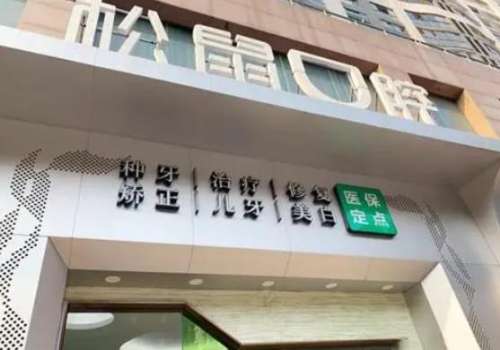 松鼠口腔
种牙 | 治疗 | 修复
矫正 | 儿牙 | 美白
医保
定点